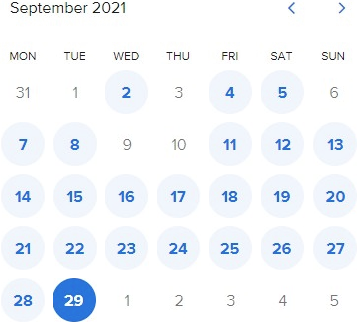 September 2021
MON TUE WED THU FRI SAT SUN
31 1 2 3 4 5 6
7 8 9 10 11 12 13
14 15 16 17 18 19 20
21 22 23 24 25 26 27
28 29 1 2 3 4 5